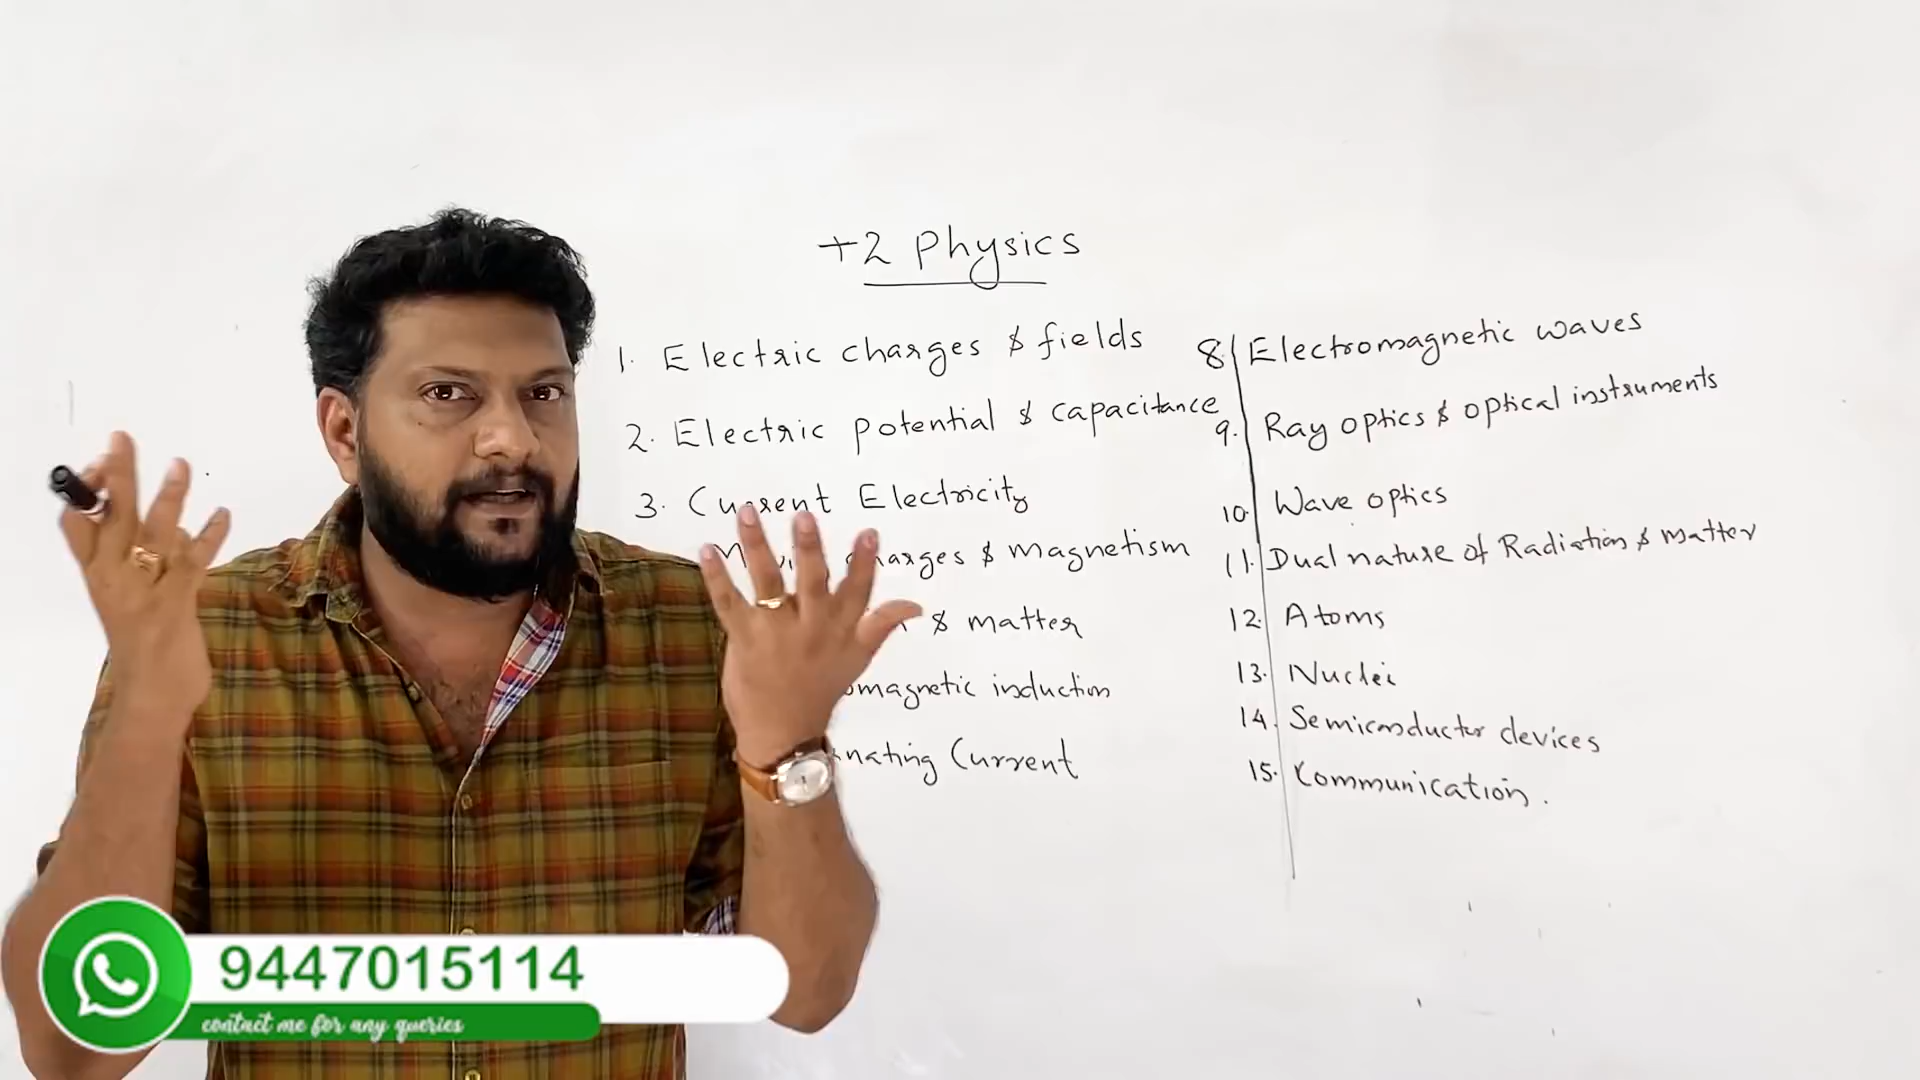 +2 Physics
1. Electric charges & fields
2. Electric potential & capacitance
3. Current Electricity
charges & magnetism
& matter
omagnetic induction
nating Current
8. Electromagnetic waves
9. Ray optics & optical instruments
10. Wave optics
11. Dual nature of Radiation & matter
12. Atoms
13. Nuclei
14. Semiconductor devices
15. Communication.
9447015114
contact me for any queries